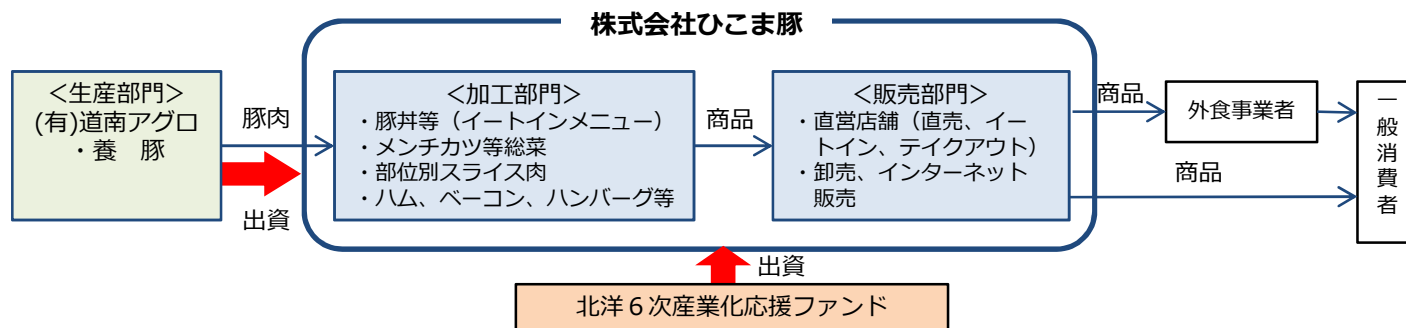 株式会社ひこま豚
＜生産部門＞
(有)道南アグロ
・養　豚
豚肉
出資
＜加工部門＞
・豚丼等（イートインメニュー）
・メンチカツ等総菜
・部位別スライス肉
・ハム、ベーコン、ハンバーグ等
商品
＜販売部門＞
・直営店舗（直売、イー
トイン、テイクアウト）
・卸売、インターネット
販売
商品
外食事業者
商品
一般消費者
出資
北洋６次産業化応援ファンド